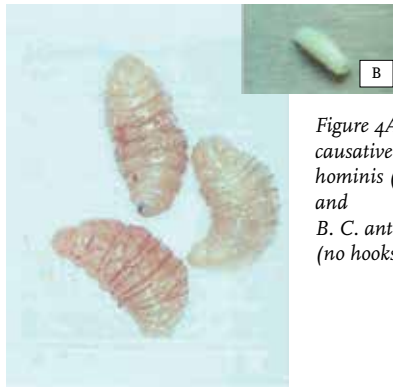 B
Figure 4A
causative
hominis (
and
B. C. ant
(no hooks